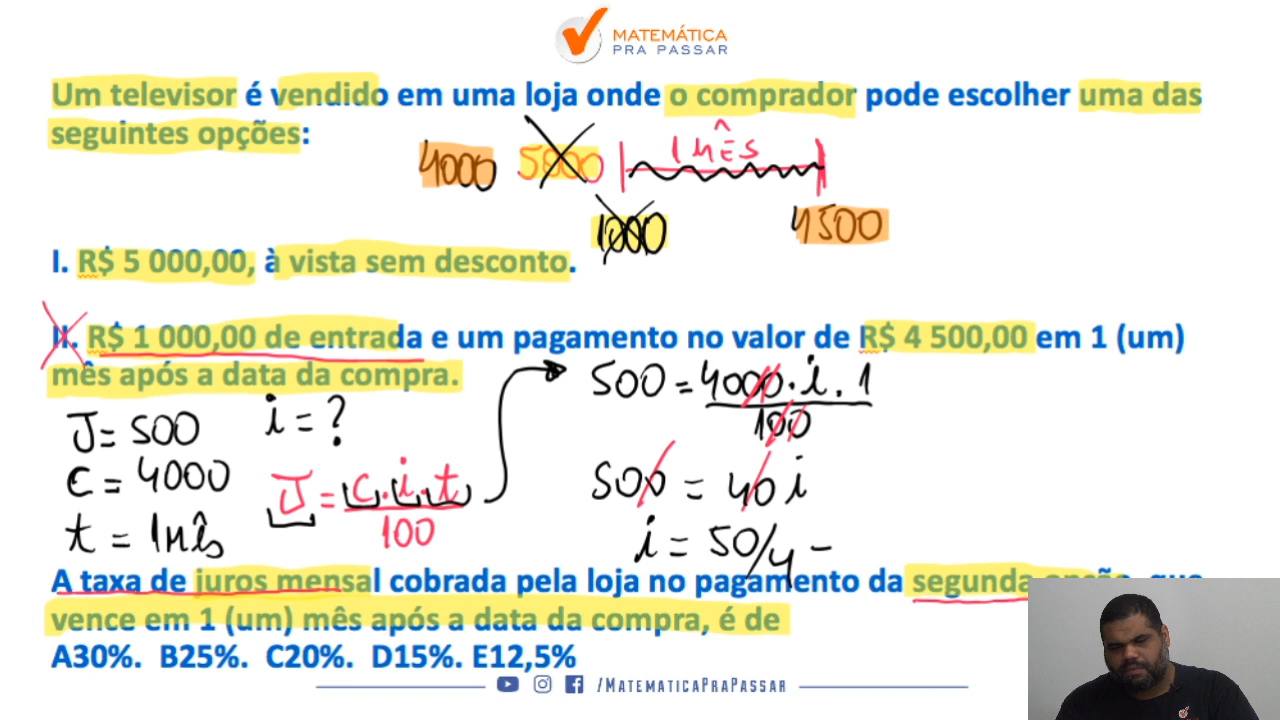 MATEMÁTICA
PRA PASSAR
Um televisor é vendido em uma loja onde o comprador pode escolher uma das
seguintes opções:
1 MÊS
4000 5000
1000 4500
I. R$ 5 000,00, à vista sem desconto.
II. R$ 1 000,00 de entrada e um pagamento no valor de R$ 4 500,00 em 1 (um)
mês após a data da compra.
J = 500 i = ?
C = 4000
t = 1 mês
J = c.i.t
100
500 = 4000 . i . 1
100
500 = 40 i
i = 50/4 =
A taxa de juros mensal cobrada pela loja no pagamento da segunda
vence em 1 (um) mês após a data da compra, é de
A30%. B25%. C20%. D15%. E12,5%
/MATEMATICAPRAPASSAR